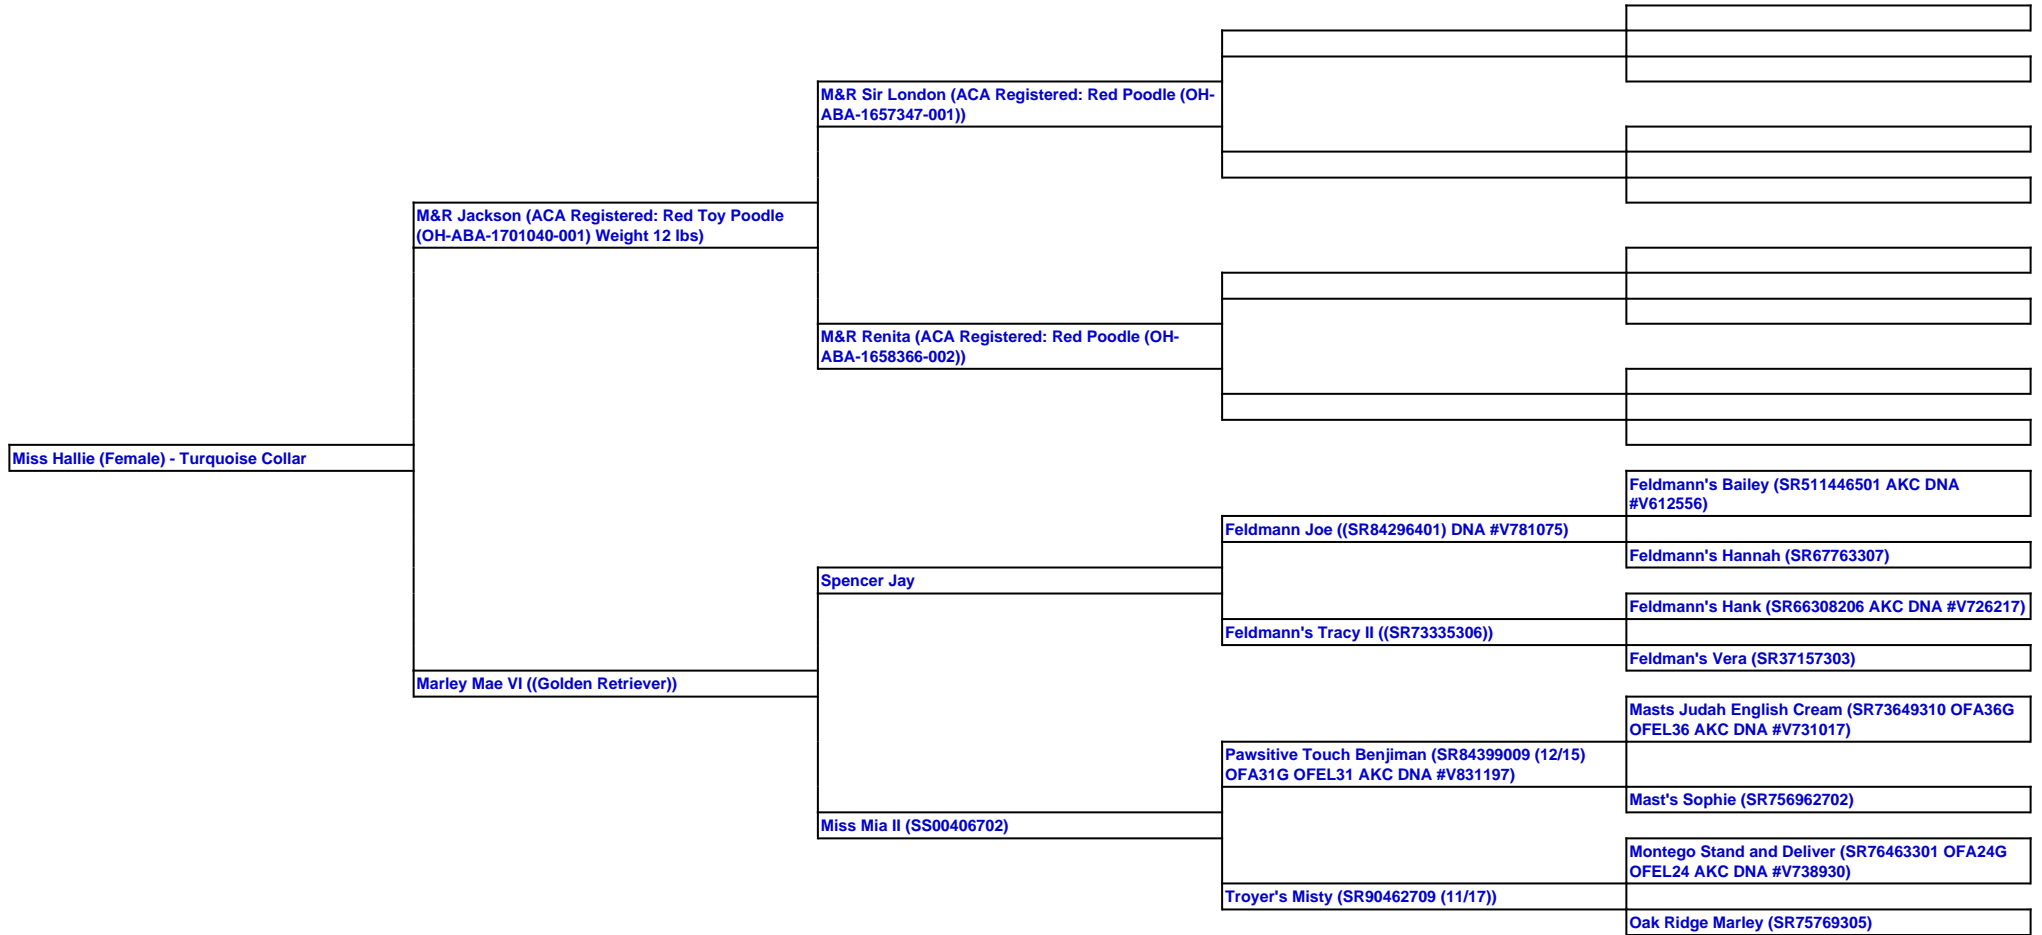 M&R Sir London (ACA Registered: Red Poodle (OH-
ABA-1657347-001))
M&R Jackson (ACA Registered: Red Toy Poodle
(OH-ABA-1701040-001) Weight 12 lbs)
M&R Renita (ACA Registered: Red Poodle (OH-
ABA-1658366-002))
Miss Hallie (Female) - Turquoise Collar
Feldmann's Bailey (SR511446501 AKC DNA
#V612556)
Feldmann Joe ((SR84296401) DNA #V781075)
Feldmann's Hannah (SR67763307)
Spencer Jay
Feldmann's Hank (SR66308206 AKC DNA #V726217)
Feldmann's Tracy II ((SR73335306))
Feldman's Vera (SR37157303)
Marley Mae VI ((Golden Retriever))
Masts Judah English Cream (SR73649310 OFA36G
OFEL36 AKC DNA #V731017)
Pawsitive Touch Benjiman (SR84399009 (12/15)
OFA31G OFEL31 AKC DNA #V831197)
Mast's Sophie (SR756962702)
Miss Mia II (SS00406702)
Montego Stand and Deliver (SR76463301 OFA24G
OFEL24 AKC DNA #V738930)
Troyer's Misty (SR90462709 (11/17))
Oak Ridge Marley (SR75769305)